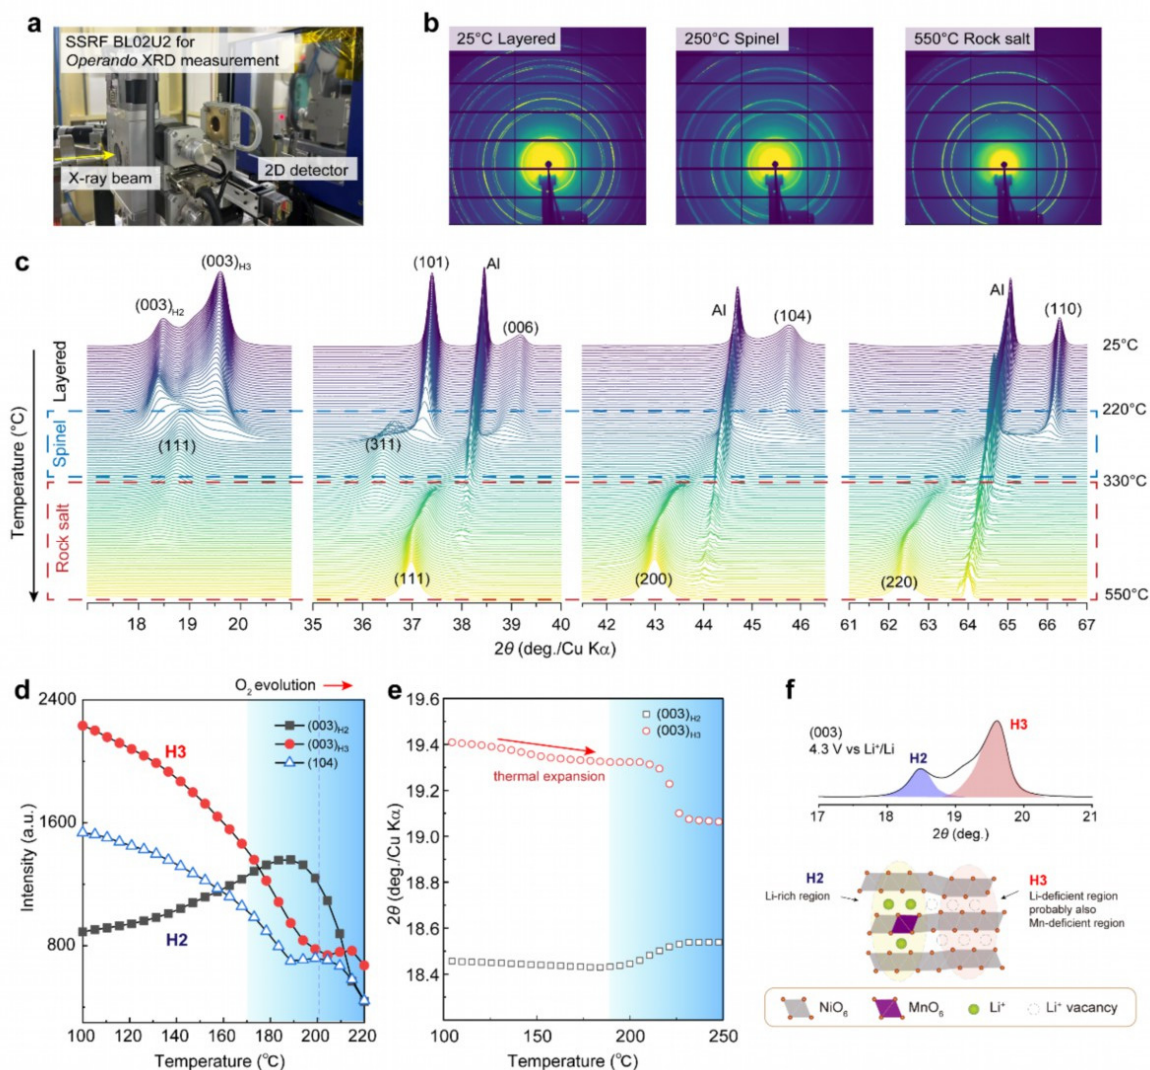 a
SSRF BL02U2 for
Operando XRD measurement
X-ray beam
2D detector
b
25°C Layered
250°C Spinel
550°C Rock salt
c
(003)H2
(003)H3
(101)
Al
(006)
Al
(104)
Al
(110)
Temperature (°C)
Layered
Spinel
Rock salt
(111)
(311)
(111)
(200)
(220)
25°C
220°C
330°C
550°C
18 19 20
35 36 37 38 39 40
42 43 44 45 46
61 62 63 64 65 66 67
2θ (deg./Cu Kα)
d
O2 evolution
2400
1600
800
Intensity (a.u.)
(003)H2
(003)H3
(104)
H3
H2
100 120 140 160 180 200 220
Temperature (℃)
e
19.6
19.4
19.2
19.0
18.8
18.6
18.4
2θ (deg./Cu Kα)
(003)H2
(003)H3
thermal expansion
100 150 200 250
Temperature (℃)
f
(003)
4.3 V vs Li⁺/Li
H2
H3
17 18 19 20 21
2θ (deg.)
H2
Li-rich region
H3
Li-deficient region
probably also
Mn-deficient region
NiO6 MnO6 Li⁺ Li⁺ vacancy